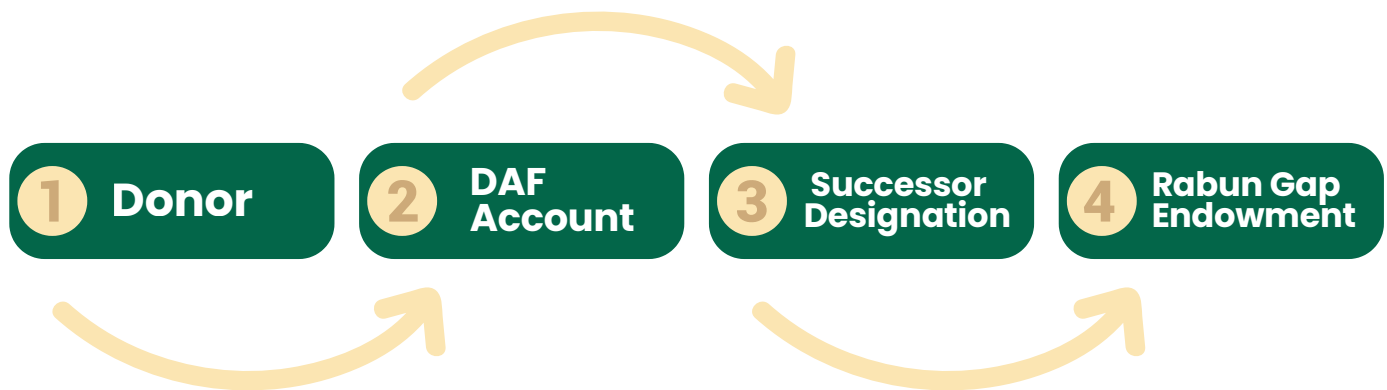 1
Donor
2
DAF
Account
3
Successor
Designation
4
Rabun Gap
Endowment